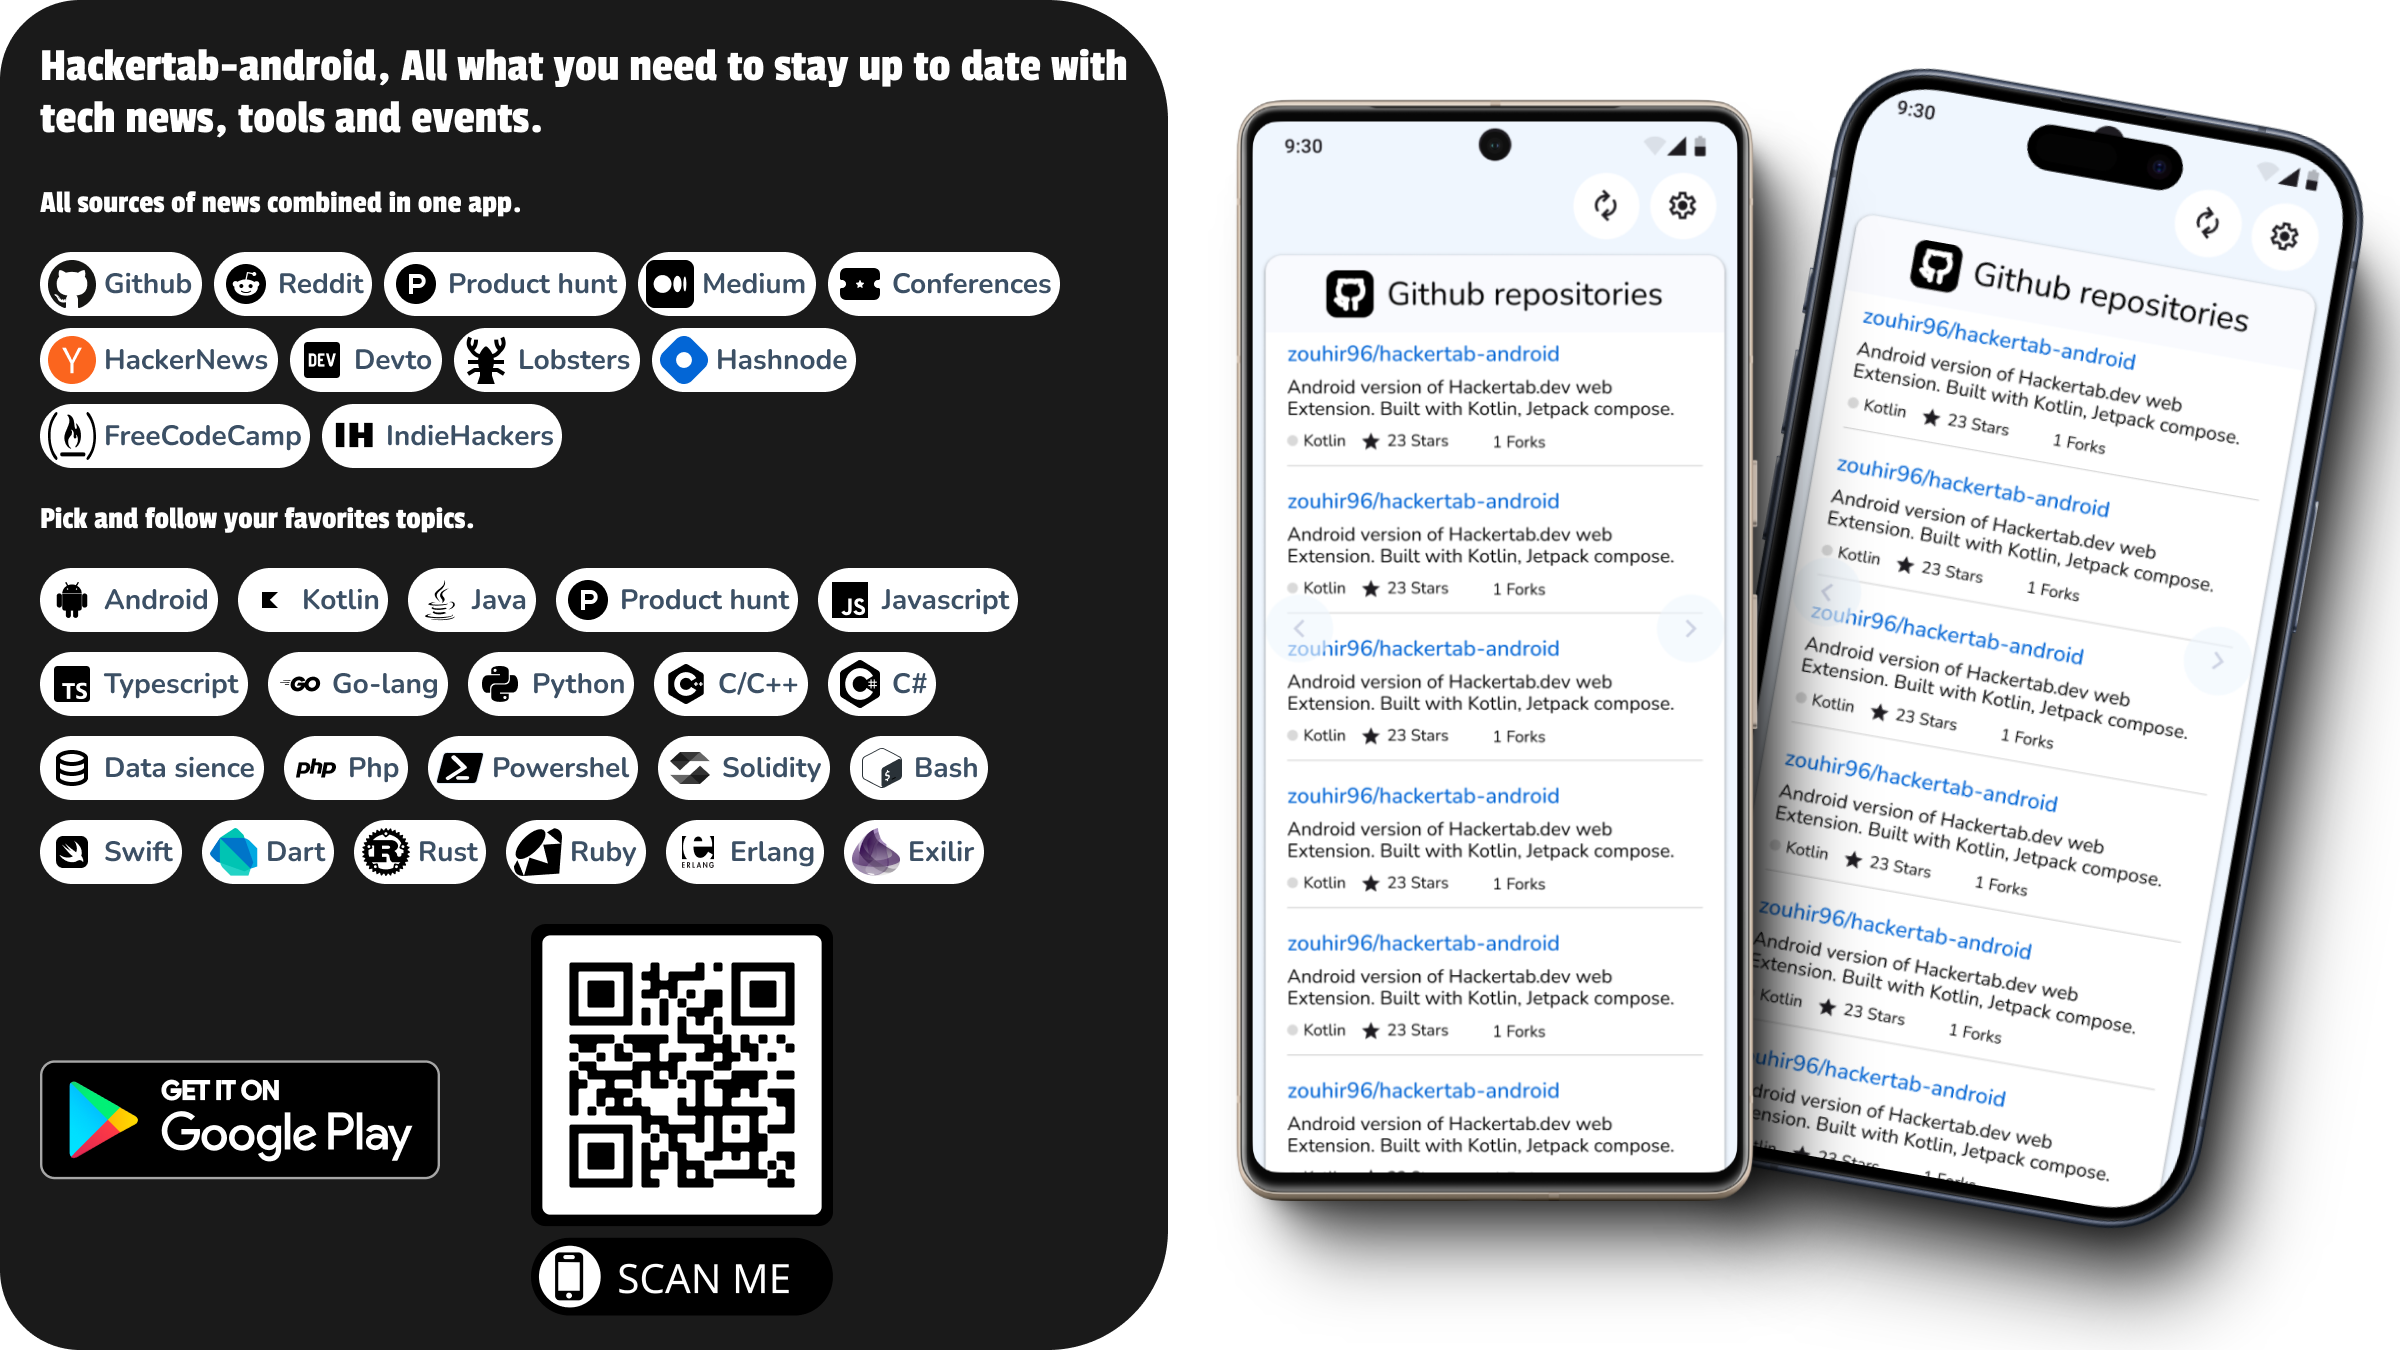 Hackertab-android, All what you need to stay up to date with
tech news, tools and events.
All sources of news combined in one app.
Github
Reddit
Product hunt
Medium
Conferences
HackerNews
DEV
Devto
Lobsters
Hashnode
FreeCodeCamp
IH
IndieHackers
Pick and follow your favorites topics.
Android
Kotlin
Java
Product hunt
JS
Javascript
TS
Typescript
GO
Go-lang
Python
C/C++
C#
Data sience
php
Php
Powershel
Solidity
Bash
Swift
Dart
Rust
Ruby
ERLANG
Erlang
Exilir
GET IT ON
Google Play
SCAN ME
9:30
Github repositories
zouhir96/hackertab-android
Android version of Hackertab.dev web
Extension. Built with Kotlin, Jetpack compose.
Kotlin 23 Stars 1 Forks
zouhir96/hackertab-android
Android version of Hackertab.dev web
Extension. Built with Kotlin, Jetpack compose.
Kotlin 23 Stars 1 Forks
zouhir96/hackertab-android
Android version of Hackertab.dev web
Extension. Built with Kotlin, Jetpack compose.
Kotlin 23 Stars 1 Forks
zouhir96/hackertab-android
Android version of Hackertab.dev web
Extension. Built with Kotlin, Jetpack compose.
Kotlin 23 Stars 1 Forks
zouhir96/hackertab-android
Android version of Hackertab.dev web
Extension. Built with Kotlin, Jetpack compose.
Kotlin 23 Stars 1 Forks
zouhir96/hackertab-android
Android version of Hackertab.dev web
Extension. Built with Kotlin, Jetpack compose.
9:30
Github repositories
zouhir96/hackertab-android
Android version of Hackertab.dev web
Extension. Built with Kotlin, Jetpack compose.
Kotlin 23 Stars 1 Forks
zouhir96/hackertab-android
Android version of Hackertab.dev web
Extension. Built with Kotlin, Jetpack compose.
Kotlin 23 Stars 1 Forks
zouhir96/hackertab-android
Android version of Hackertab.dev web
Extension. Built with Kotlin, Jetpack compose.
Kotlin 23 Stars 1 Forks
zouhir96/hackertab-android
Android version of Hackertab.dev web
Extension. Built with Kotlin, Jetpack compose.
Kotlin 23 Stars 1 Forks
zouhir96/hackertab-android
Android version of Hackertab.dev web
Extension. Built with Kotlin, Jetpack compose.
Kotlin 23 Stars 1 Forks
uhir96/hackertab-android
droid version of Hackertab.dev web
ension. Built with Kotlin, Jetpack compose.
23 Stars 1 Forks